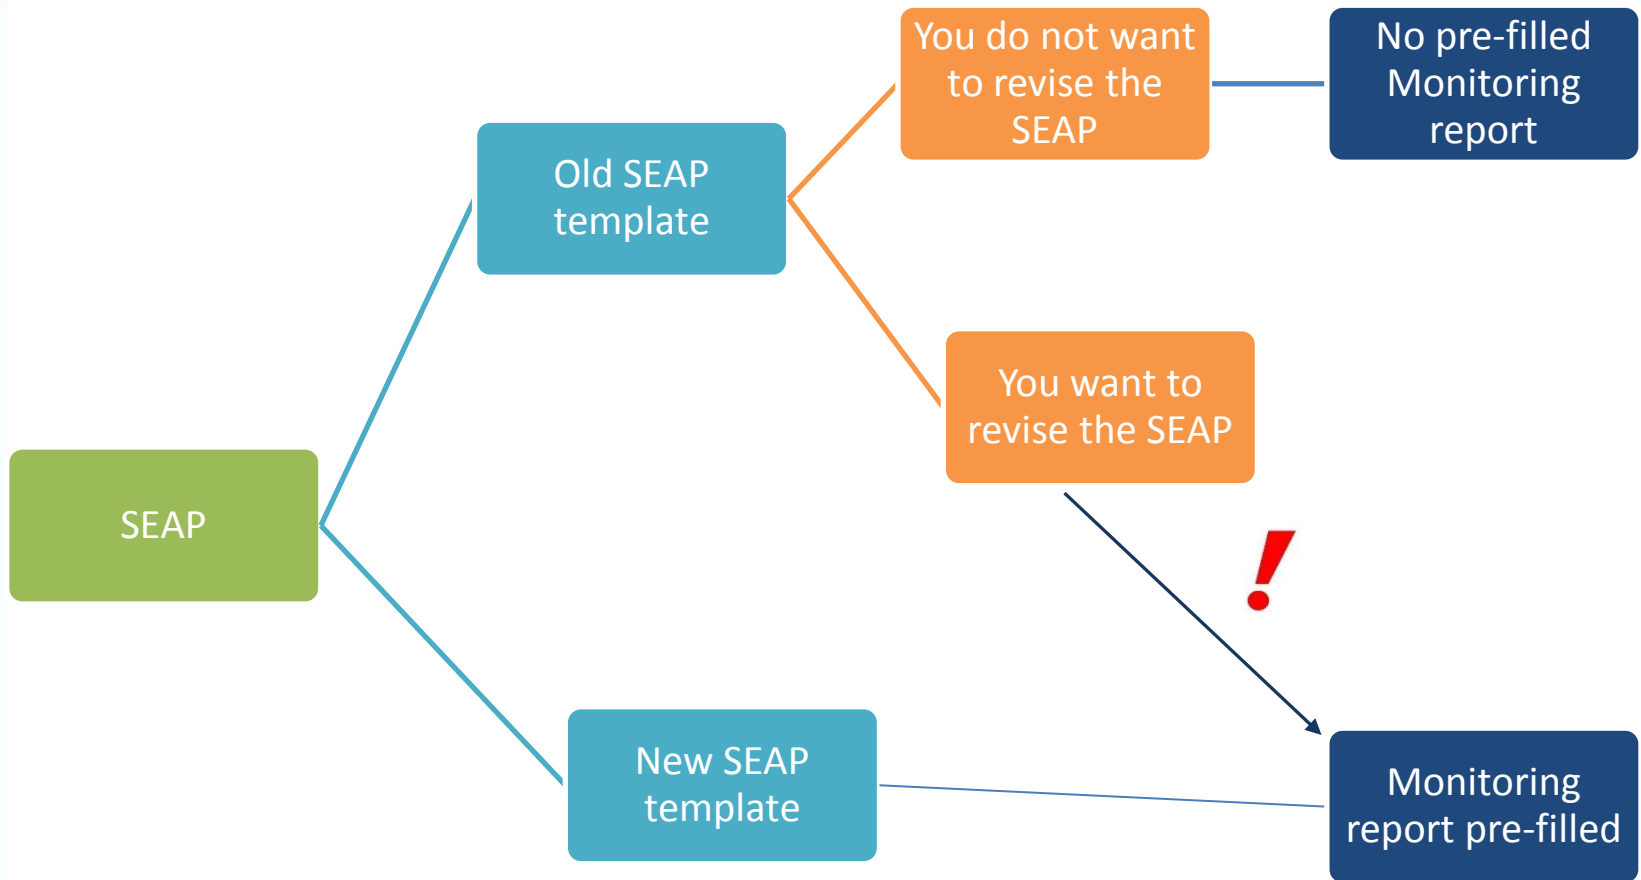 You do not want
to revise the
SEAP
No pre-filled
Monitoring
report
Old SEAP
template
You want to
revise the SEAP
SEAP
New SEAP
template
Monitoring
report pre-filled